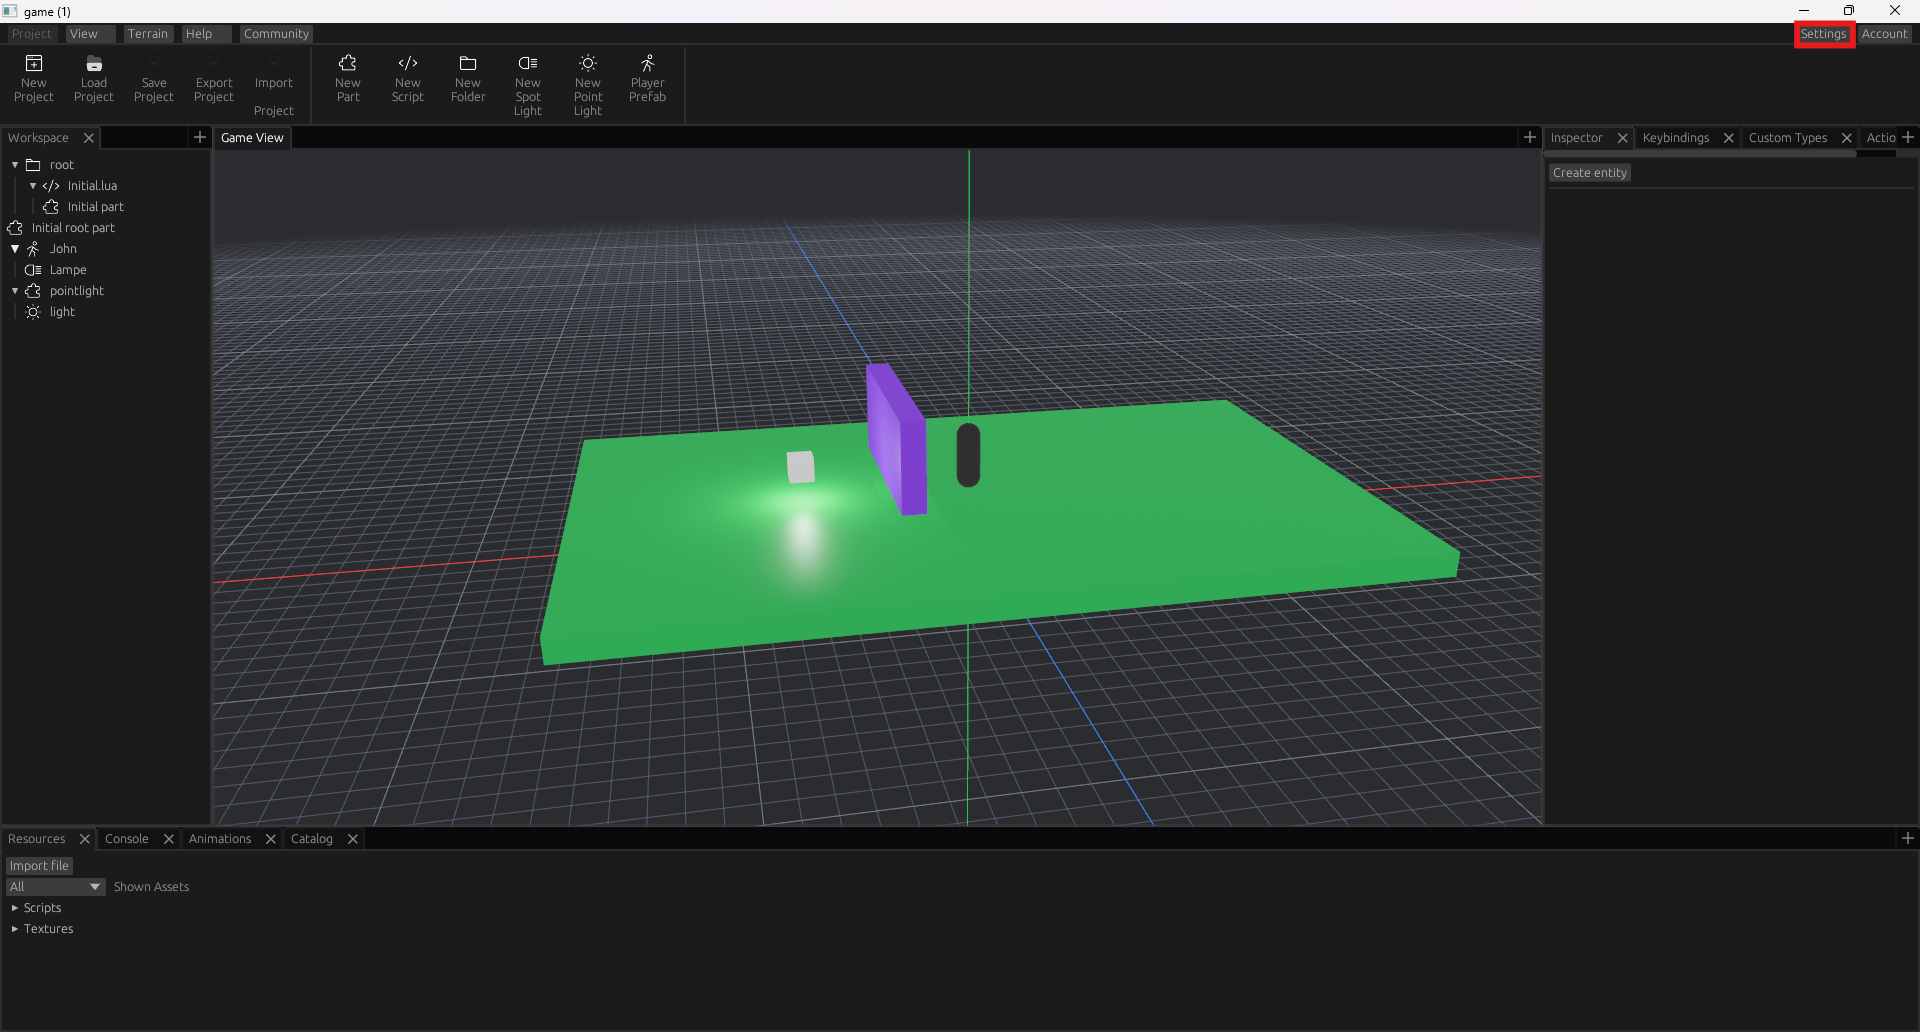 game (1)
Project View Terrain Help Community Settings Account
New Project
Load Project
Save Project
Export Project
Import Project
New Part
New Script
New Folder
New Spot Light
New Point Light
Player Prefab
Workspace
root
Initial.lua
Initial part
Initial root part
John
Lampe
pointlight
light
Game View
Inspector Keybindings Custom Types Actio
Create entity
Resources Console Animations Catalog
Import file
All Shown Assets
Scripts
Textures